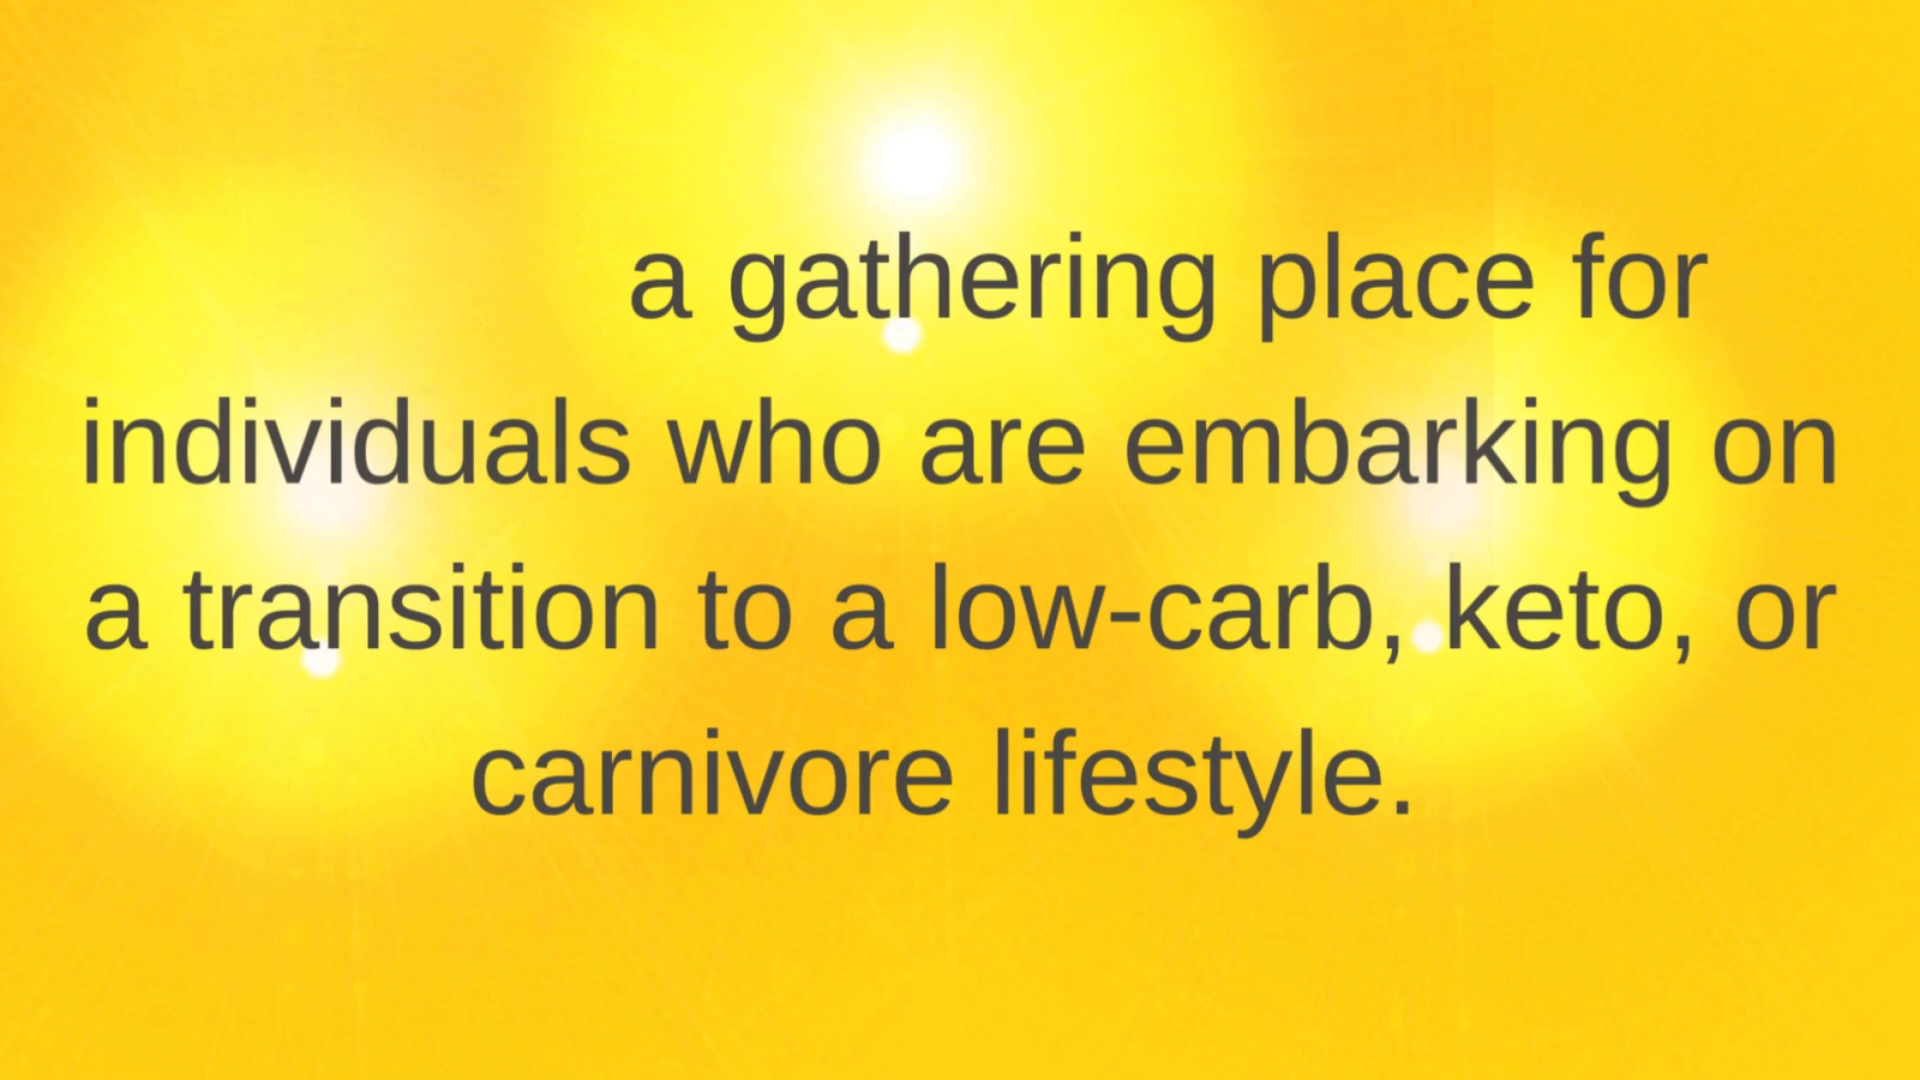 a gathering place for
individuals who are embarking on
a transition to a low-carb, keto, or
carnivore lifestyle.